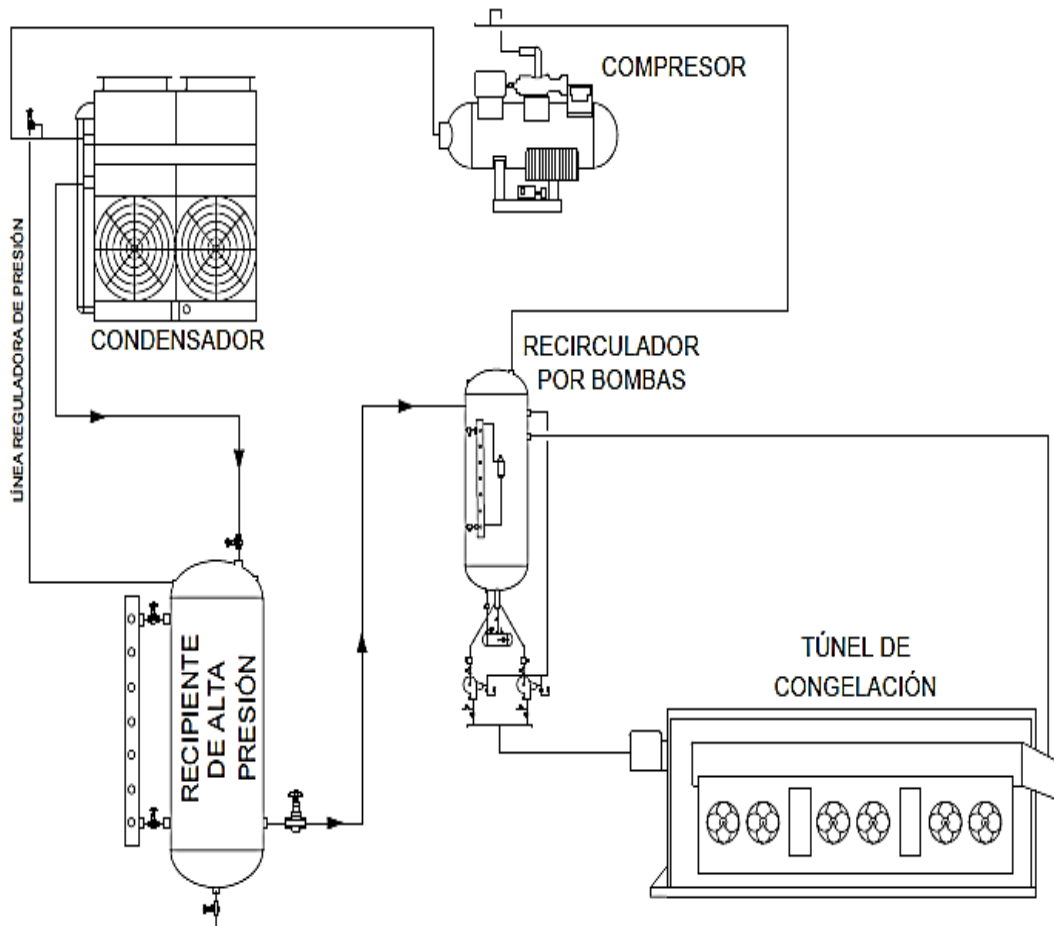 COMPRESOR
LÍNEA REGULADORA DE PRESIÓN
CONDENSADOR
RECIRCULADOR
POR BOMBAS
RECIPIENTE
DE ALTA
PRESIÓN
TÚNEL DE
CONGELACIÓN